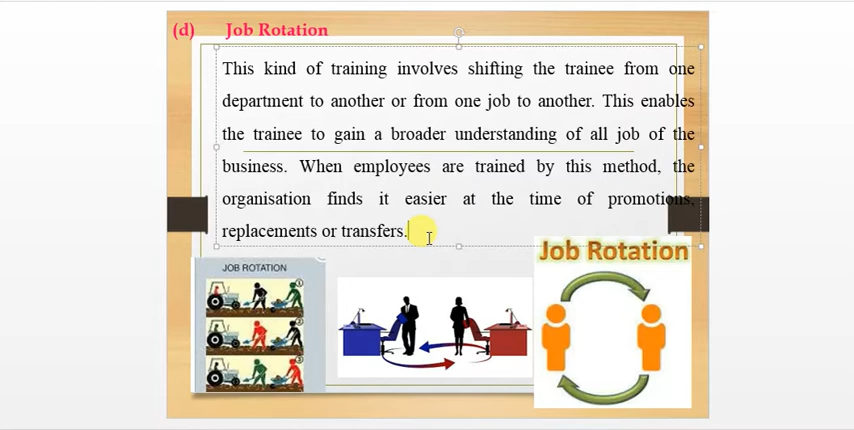 (d) Job Rotation
This kind of training involves shifting the trainee from one
department to another or from one job to another. This enables
the trainee to gain a broader understanding of all job of the
business. When employees are trained by this method, the
organisation finds it easier at the time of promotions,
replacements or transfers.
JOB ROTATION
1
2
3
Job Rotation